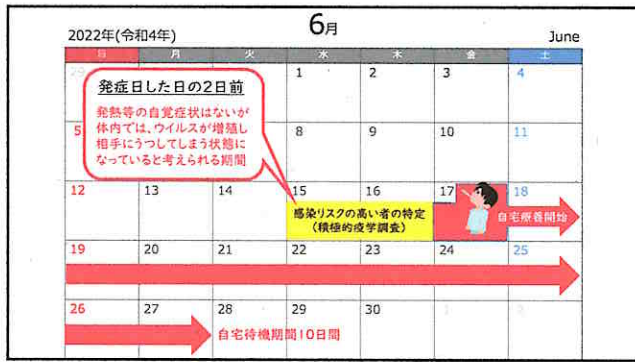 2022年(令和4年) 6月 June
日 月 火 水 木 金 土
29 1 2 3 4
発症日した日の2日前
発熱等の自覚症状はないが
体内では、ウイルスが増殖し
相手にうつしてしまう状態に
なっていると考えられる期間
5 8 9 10 11
12 13 14 15 16 17 18
感染リスクの高い者の特定
(積極的疫学調査)
自宅療養開始
19 20 21 22 23 24 25
26 27 28 29 30 1 2
自宅待機期間10日間